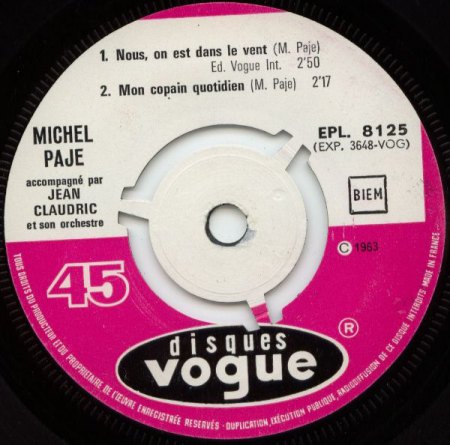 1. Nous, on est dans le vent (M. Paje)
Ed. Vogue Int. 2'50
2. Mon copain quotidien (M. Paje) 2'17
MICHEL
PAJE
accompagné par
JEAN
CLAUDRIC
et son orchestre
EPL. 8125
(EXP. 3648-VOG)
BIEM
© 1963
45
disques
vogue
®
TOUS DROITS DU PRODUCTEUR ET DU PROPRIETAIRE DE L'ŒUVRE ENREGISTRÉE RESERVÉS - DUPLICATION, EXÉCUTION PUBLIQUE, RADIODIFFUSION DE CE DISQUE INTERDITS MADE IN FRANCE